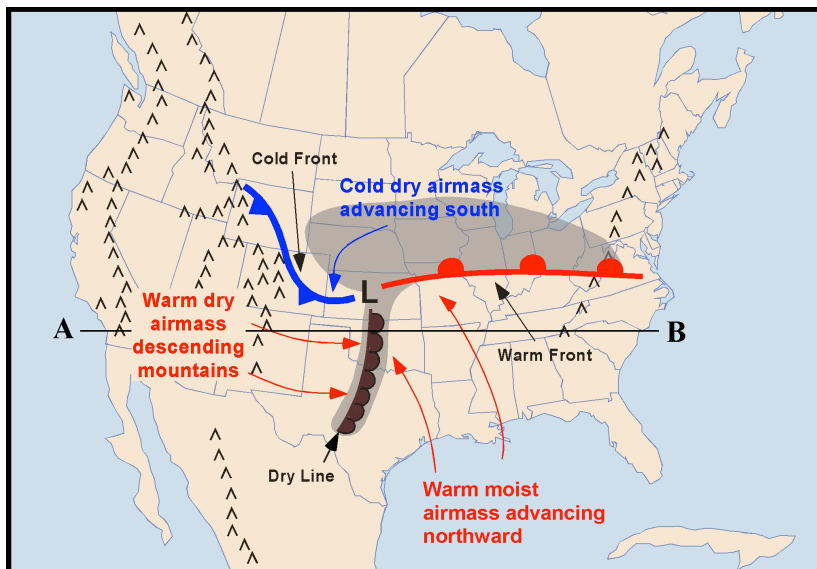 Cold Front
Cold dry airmass
advancing south
L
Warm dry
airmass
descending
mountains
A
B
Warm Front
Dry Line
Warm moist
airmass advancing
northward